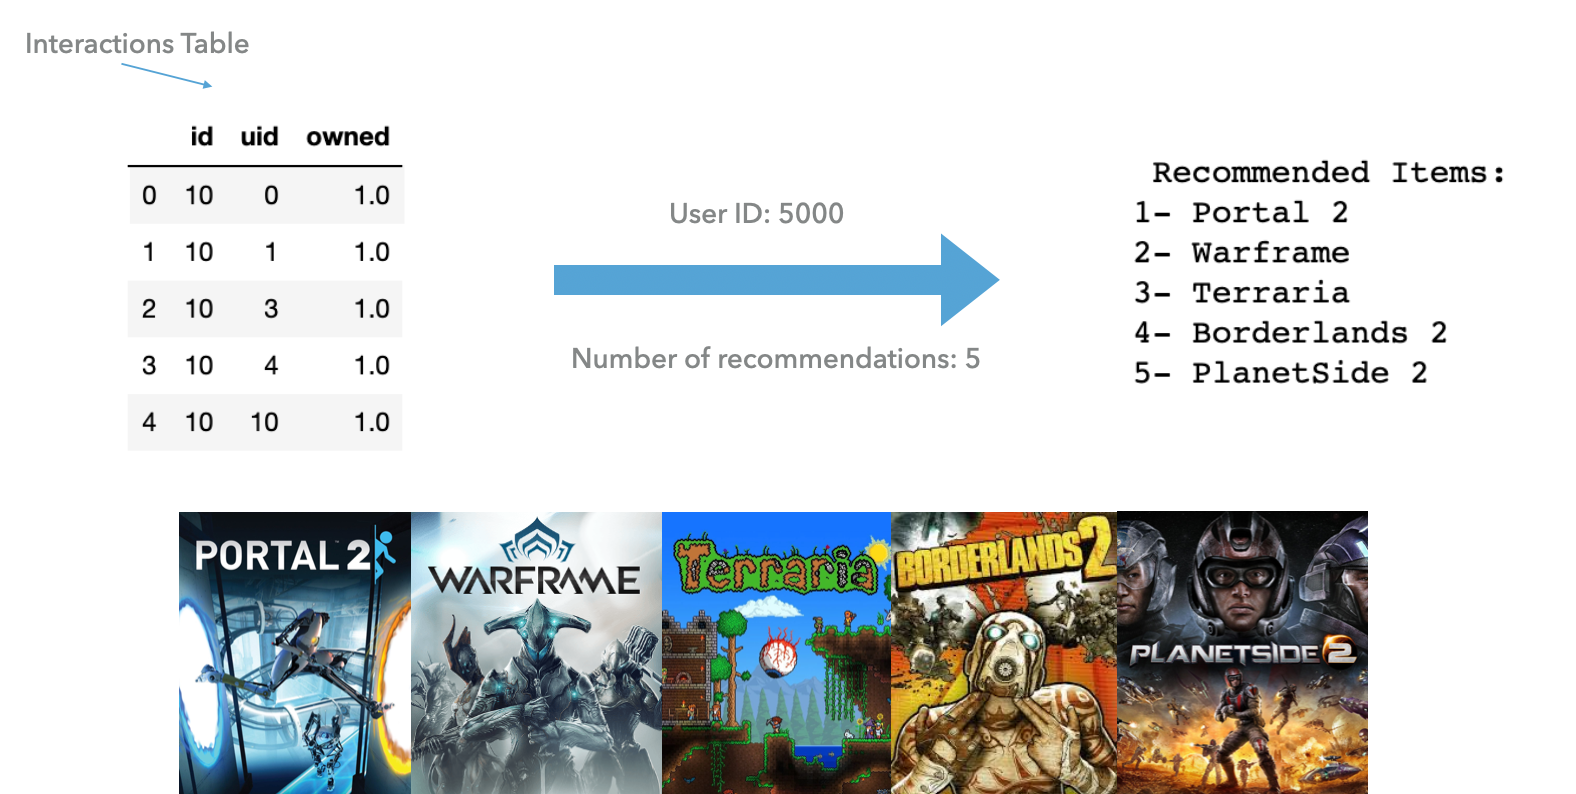 Interactions Table
id uid owned
0 10 0 1.0
1 10 1 1.0
2 10 3 1.0
3 10 4 1.0
4 10 10 1.0
User ID: 5000
Number of recommendations: 5
Recommended Items:
1- Portal 2
2- Warframe
3- Terraria
4- Borderlands 2
5- PlanetSide 2
PORTAL 2
WARFRAME
Terraria
BORDERLANDS 2
PLANETSIDE 2